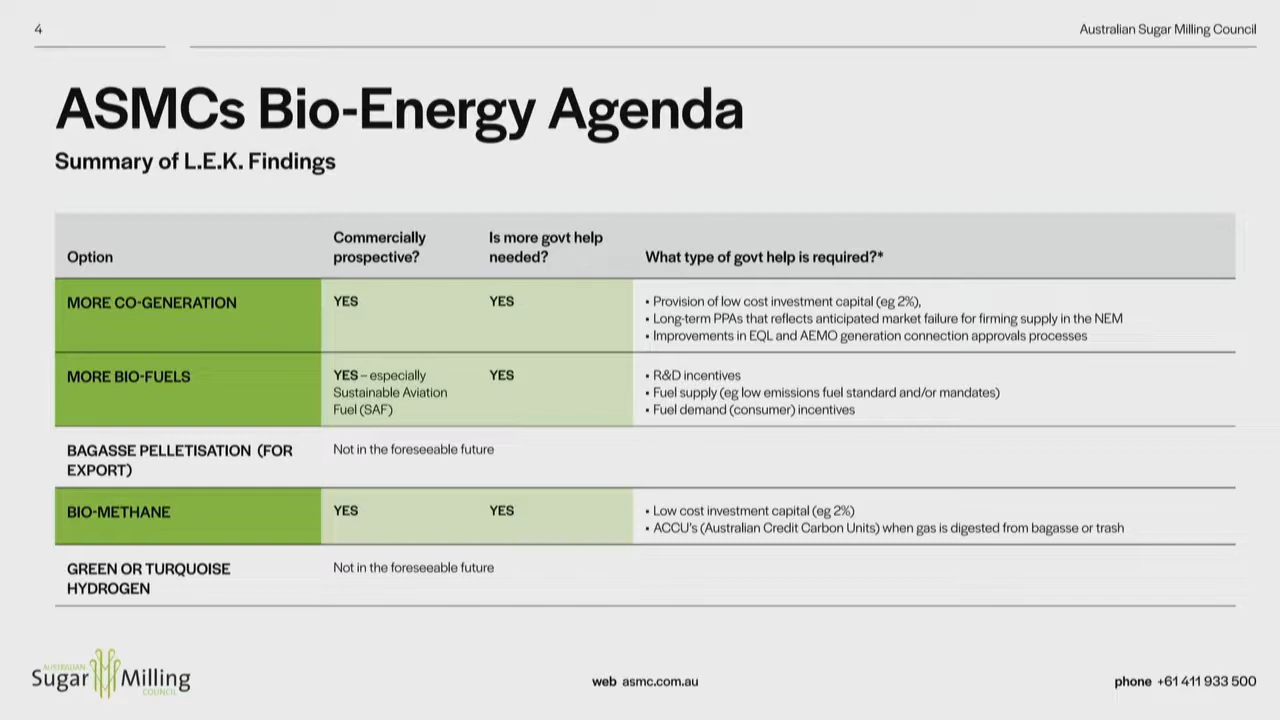 4
Australian Sugar Milling Council
ASMCs Bio-Energy Agenda
Summary of L.E.K. Findings
Option
Commercially
prospective?
Is more govt help
needed?
What type of govt help is required?*
MORE CO-GENERATION
YES
YES
• Provision of low cost investment capital (eg 2%),
• Long-term PPAs that reflects anticipated market failure for firming supply in the NEM
• Improvements in EQL and AEMO generation connection approvals processes
MORE BIO-FUELS
YES – especially
Sustainable Aviation
Fuel (SAF)
YES
• R&D incentives
• Fuel supply (eg low emissions fuel standard and/or mandates)
• Fuel demand (consumer) incentives
BAGASSE PELLETISATION (FOR
EXPORT)
Not in the foreseeable future
BIO-METHANE
YES
YES
• Low cost investment capital (eg 2%)
• ACCU's (Australian Credit Carbon Units) when gas is digested from bagasse or trash
GREEN OR TURQUOISE
HYDROGEN
Not in the foreseeable future
AUSTRALIAN
Sugar Milling
COUNCIL
web asmc.com.au
phone +61 411 933 500